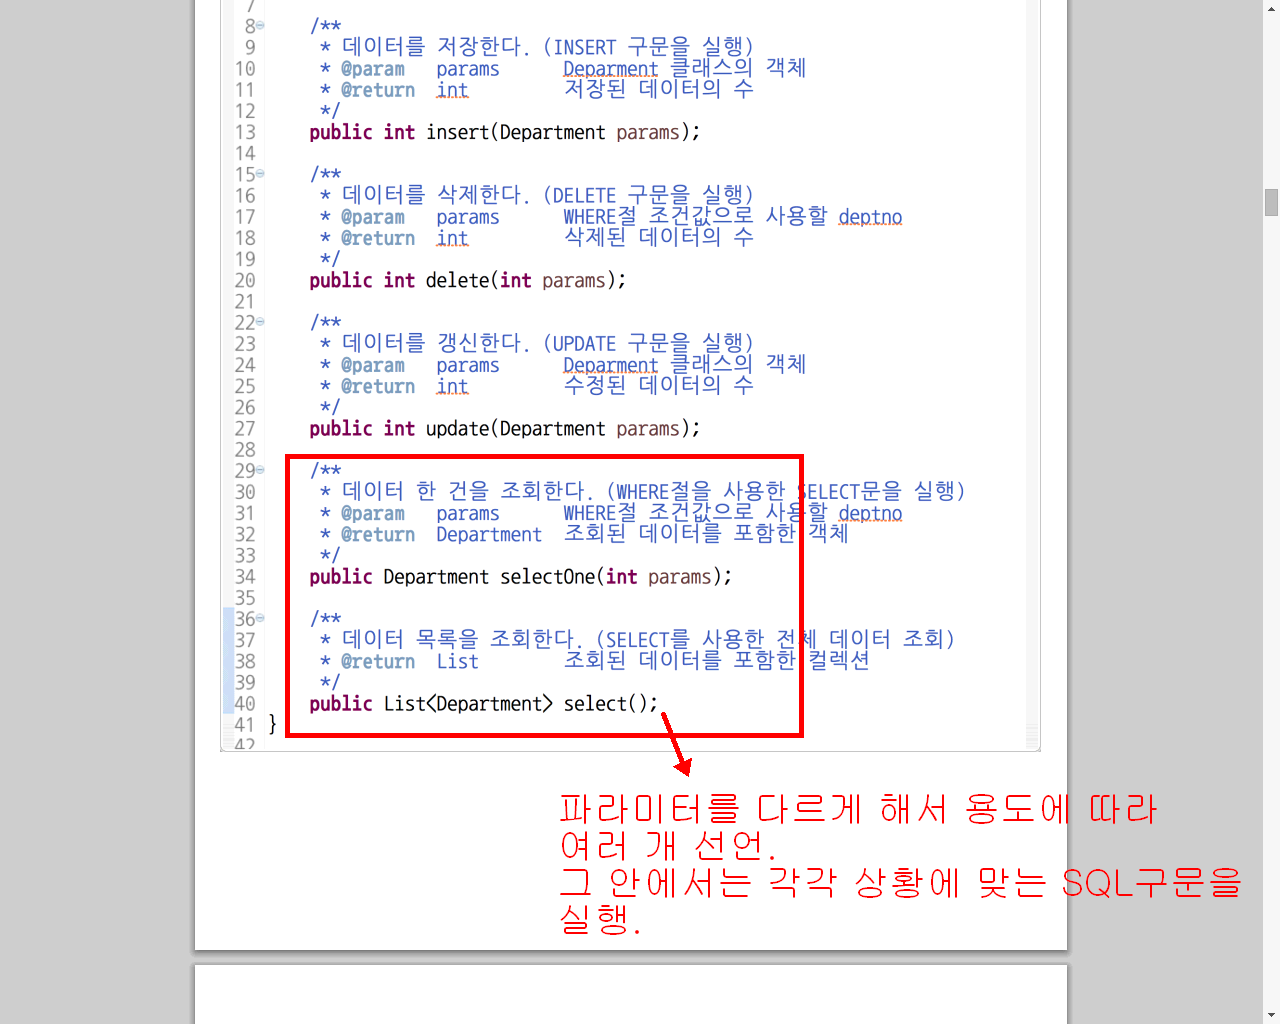 7
8 /**
9 * 데이터를 저장한다. (INSERT 구문을 실행)
10 * @param params Deparment 클래스의 객체
11 * @return int 저장된 데이터의 수
12 */
13 public int insert(Department params);
14
15 /**
16 * 데이터를 삭제한다. (DELETE 구문을 실행)
17 * @param params WHERE절 조건값으로 사용할 deptno
18 * @return int 삭제된 데이터의 수
19 */
20 public int delete(int params);
21
22 /**
23 * 데이터를 갱신한다. (UPDATE 구문을 실행)
24 * @param params Deparment 클래스의 객체
25 * @return int 수정된 데이터의 수
26 */
27 public int update(Department params);
28
29 /**
30 * 데이터 한 건을 조회한다. (WHERE절을 사용한 SELECT문을 실행)
31 * @param params WHERE절 조건값으로 사용할 deptno
32 * @return Department 조회된 데이터를 포함한 객체
33 */
34 public Department selectOne(int params);
35
36 /**
37 * 데이터 목록을 조회한다. (SELECT를 사용한 전체 데이터 조회)
38 * @return List 조회된 데이터를 포함한 컬렉션
39 */
40 public List<Department> select();
41 }
42
파라미터를 다르게 해서 용도에 따라
여러 개 선언.
그 안에서는 각각 상황에 맞는 SQL구문을
실행.